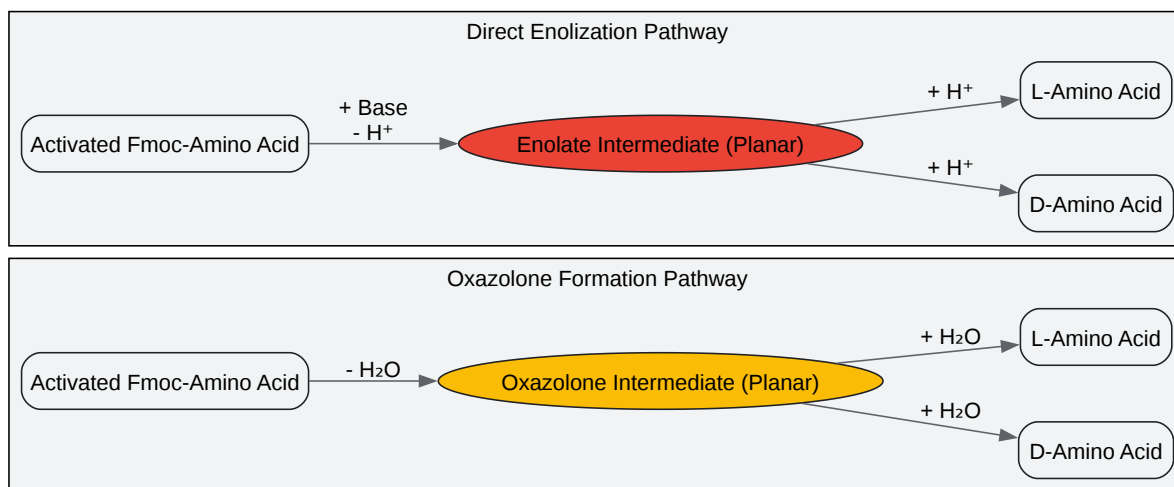 Direct Enolization Pathway
Activated Fmoc-Amino Acid
+ Base
- H⁺
Enolate Intermediate (Planar)
+ H⁺
L-Amino Acid
+ H⁺
D-Amino Acid
Oxazolone Formation Pathway
Activated Fmoc-Amino Acid
- H₂O
Oxazolone Intermediate (Planar)
+ H₂O
L-Amino Acid
+ H₂O
D-Amino Acid